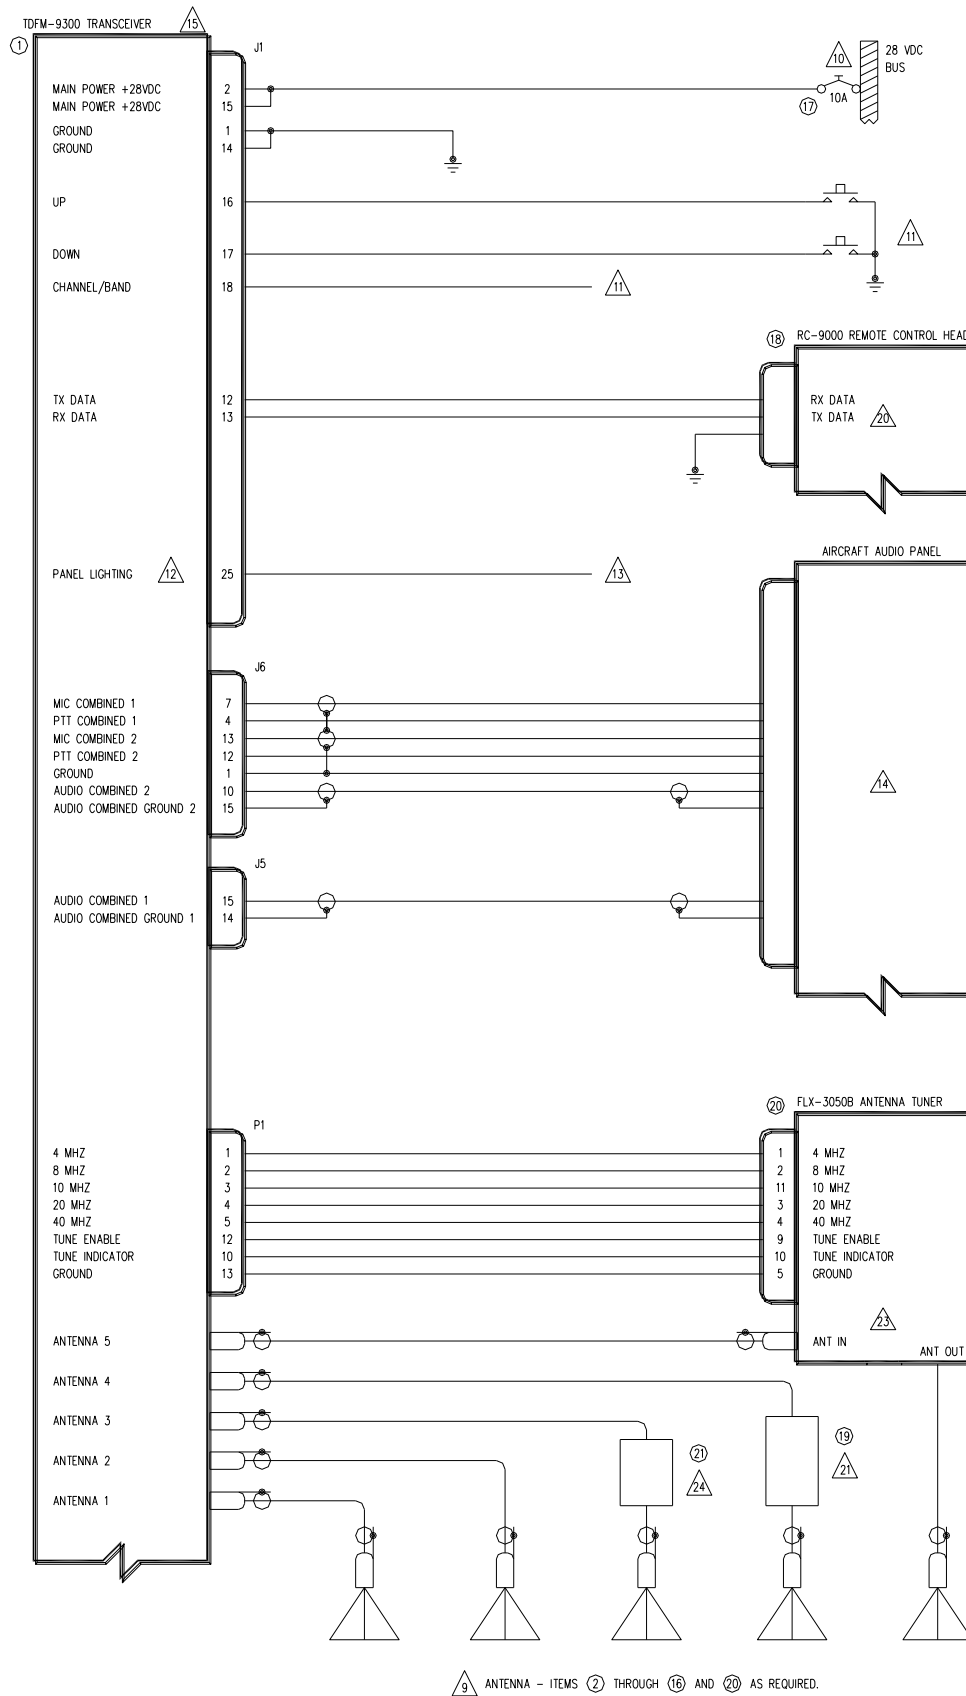 TDFM-9300 TRANSCEIVER 15
1
J1
10
28 VDC
BUS
MAIN POWER +28VDC 2
17 10A
MAIN POWER +28VDC 15
GROUND 1
GROUND 14
UP 16
11
DOWN 17
CHANNEL/BAND 18 11
18 RC-9000 REMOTE CONTROL HEAD
TX DATA 12 RX DATA
RX DATA 13 TX DATA 20
AIRCRAFT AUDIO PANEL
PANEL LIGHTING 12 25 13
J6
MIC COMBINED 1 7
PTT COMBINED 1 4
MIC COMBINED 2 13
PTT COMBINED 2 12
GROUND 1
14
AUDIO COMBINED 2 10
AUDIO COMBINED GROUND 2 15
J5
AUDIO COMBINED 1 15
AUDIO COMBINED GROUND 1 14
20 FLX-3050B ANTENNA TUNER
P1
4 MHZ 1 1 4 MHZ
8 MHZ 2 2 8 MHZ
10 MHZ 3 11 10 MHZ
20 MHZ 4 3 20 MHZ
40 MHZ 5 4 40 MHZ
TUNE ENABLE 12 9 TUNE ENABLE
TUNE INDICATOR 10 10 TUNE INDICATOR
GROUND 13 5 GROUND
23
ANTENNA 5 ANT IN
ANT OUT
ANTENNA 4
ANTENNA 3
19
21
ANTENNA 2
21
24
ANTENNA 1
9 ANTENNA - ITEMS 2 THROUGH 16 AND 20 AS REQUIRED.